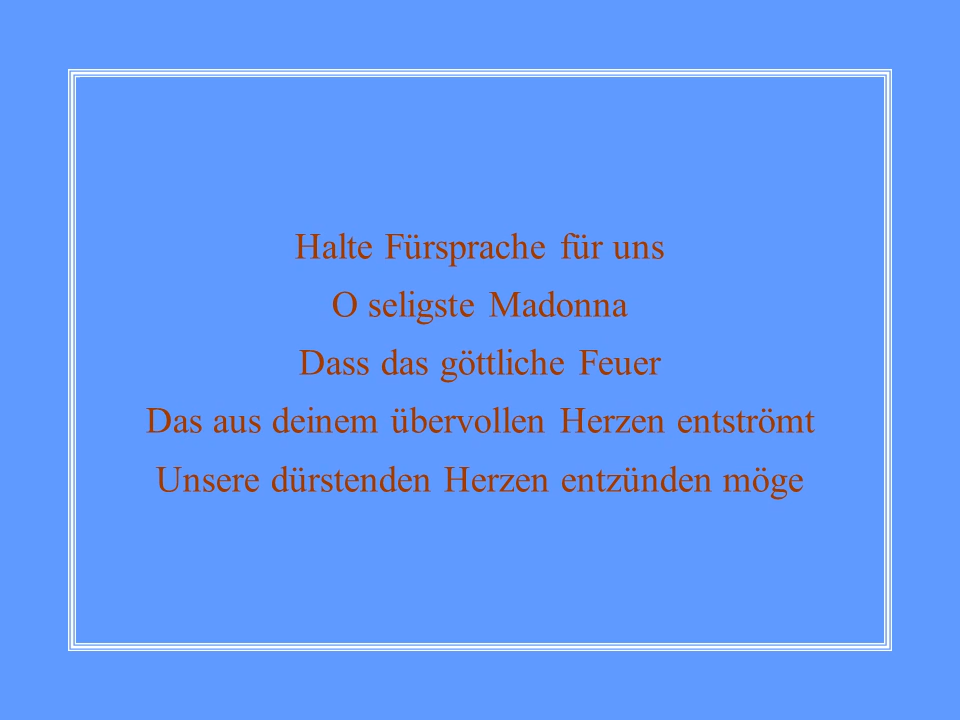 Halte Fürsprache für uns
O seligste Madonna
Dass das göttliche Feuer
Das aus deinem übervollen Herzen entströmt
Unsere dürstenden Herzen entzünden möge